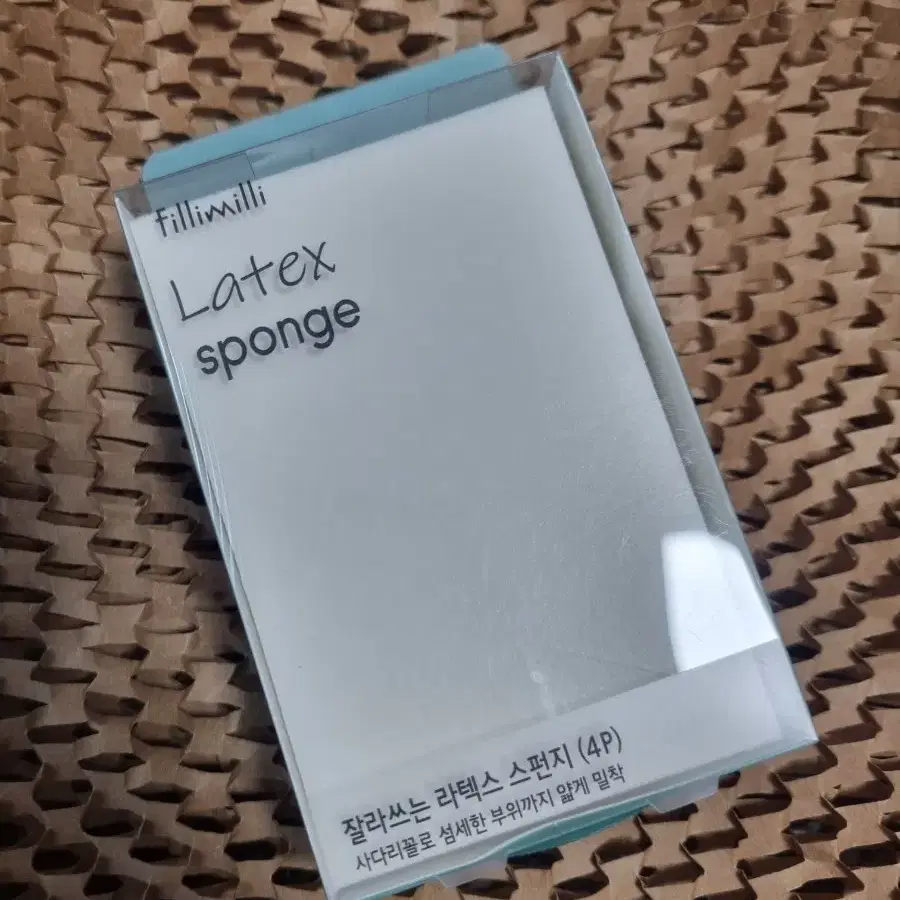 fillimilli
Latex
sponge
잘라쓰는 라텍스 스펀지 (4P)
사다리꼴로 섬세한 부위까지 얇게 밀착